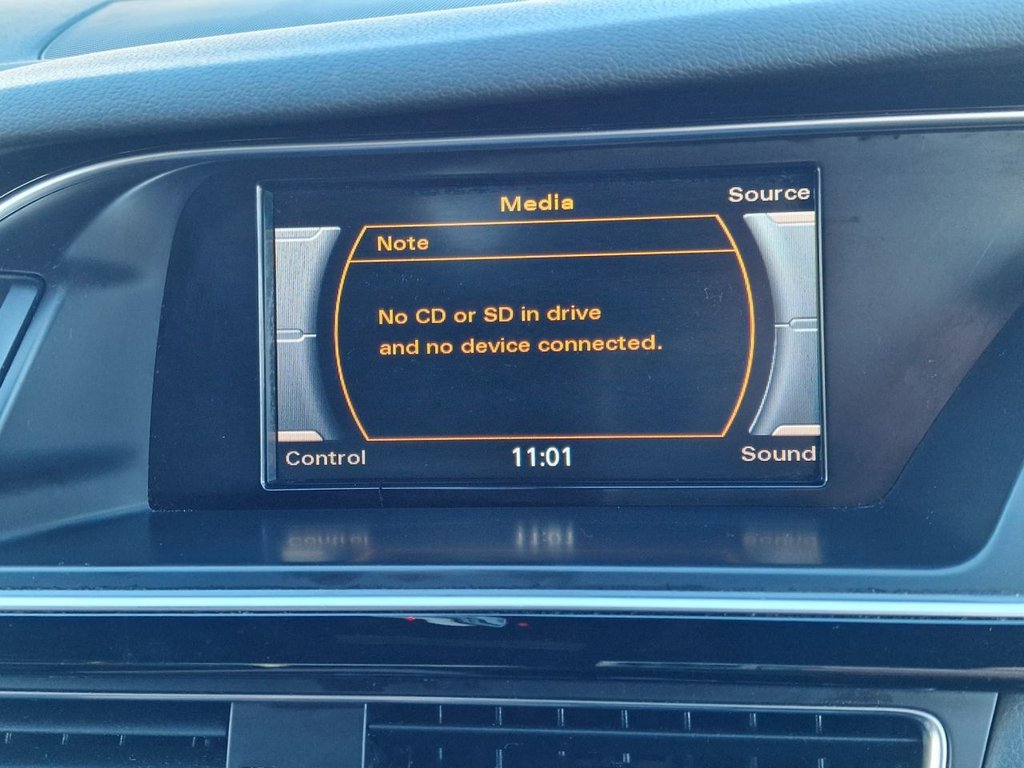 Media
Source
Note
No CD or SD in drive
and no device connected.
Control
11:01
Sound